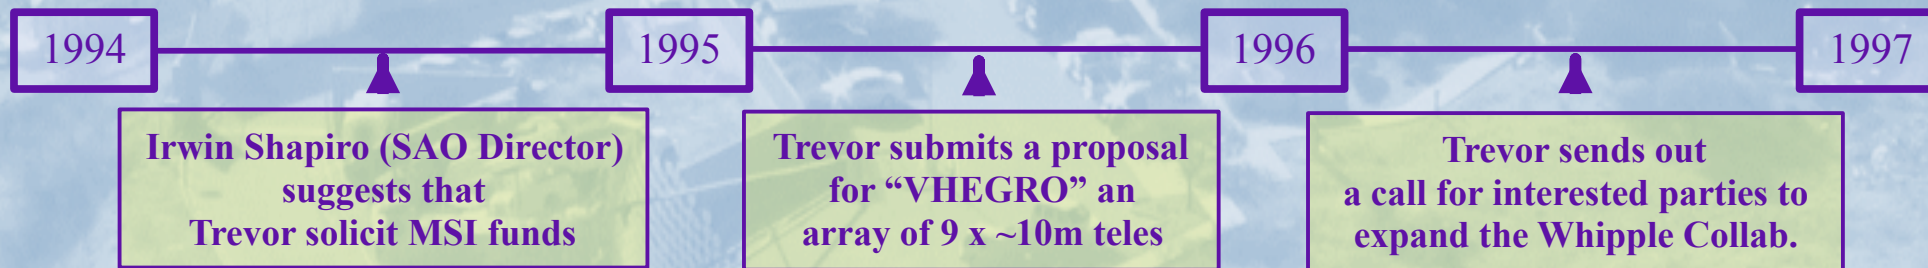 1994
1995
1996
1997
Irwin Shapiro (SAO Director)
suggests that
Trevor solicit MSI funds
Trevor submits a proposal
for “VHEGRO” an
array of 9 x ~10m teles
Trevor sends out
a call for interested parties to
expand the Whipple Collab.